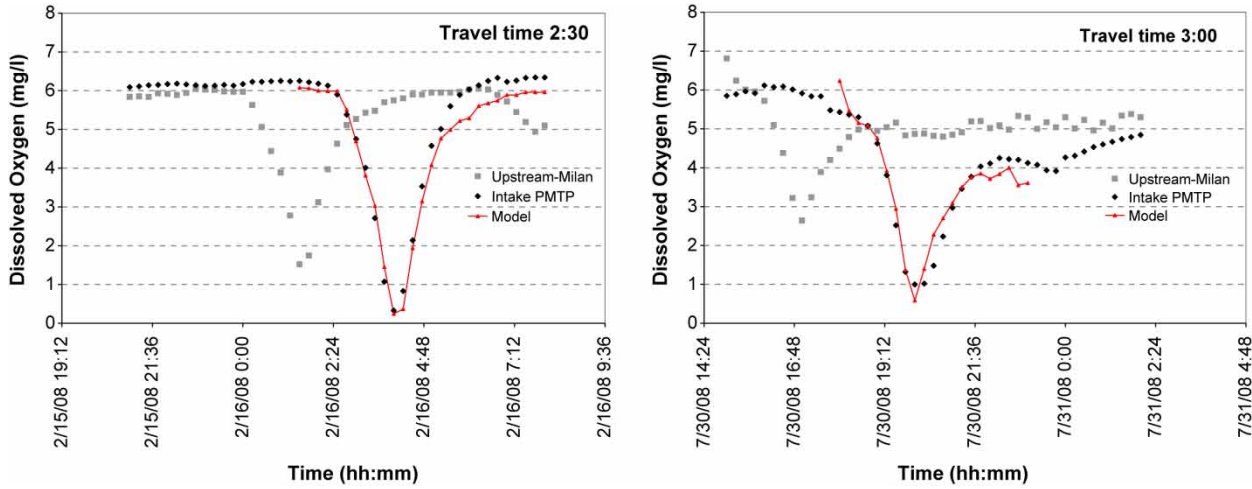 Travel time 2:30
Dissolved Oxygen (mg/l)
8
7
6
5
4
3
2
1
0
Upstream-Milan
Intake PMTP
Model
2/15/08 19:12
2/15/08 21:36
2/16/08 0:00
2/16/08 2:24
2/16/08 4:48
2/16/08 7:12
2/16/08 9:36
Time (hh:mm)
Travel time 3:00
Dissolved Oxygen (mg/l)
8
7
6
5
4
3
2
1
0
Upstream-Milan
Intake PMTP
Model
7/30/08 14:24
7/30/08 16:48
7/30/08 19:12
7/30/08 21:36
7/31/08 0:00
7/31/08 2:24
7/31/08 4:48
Time (hh:mm)